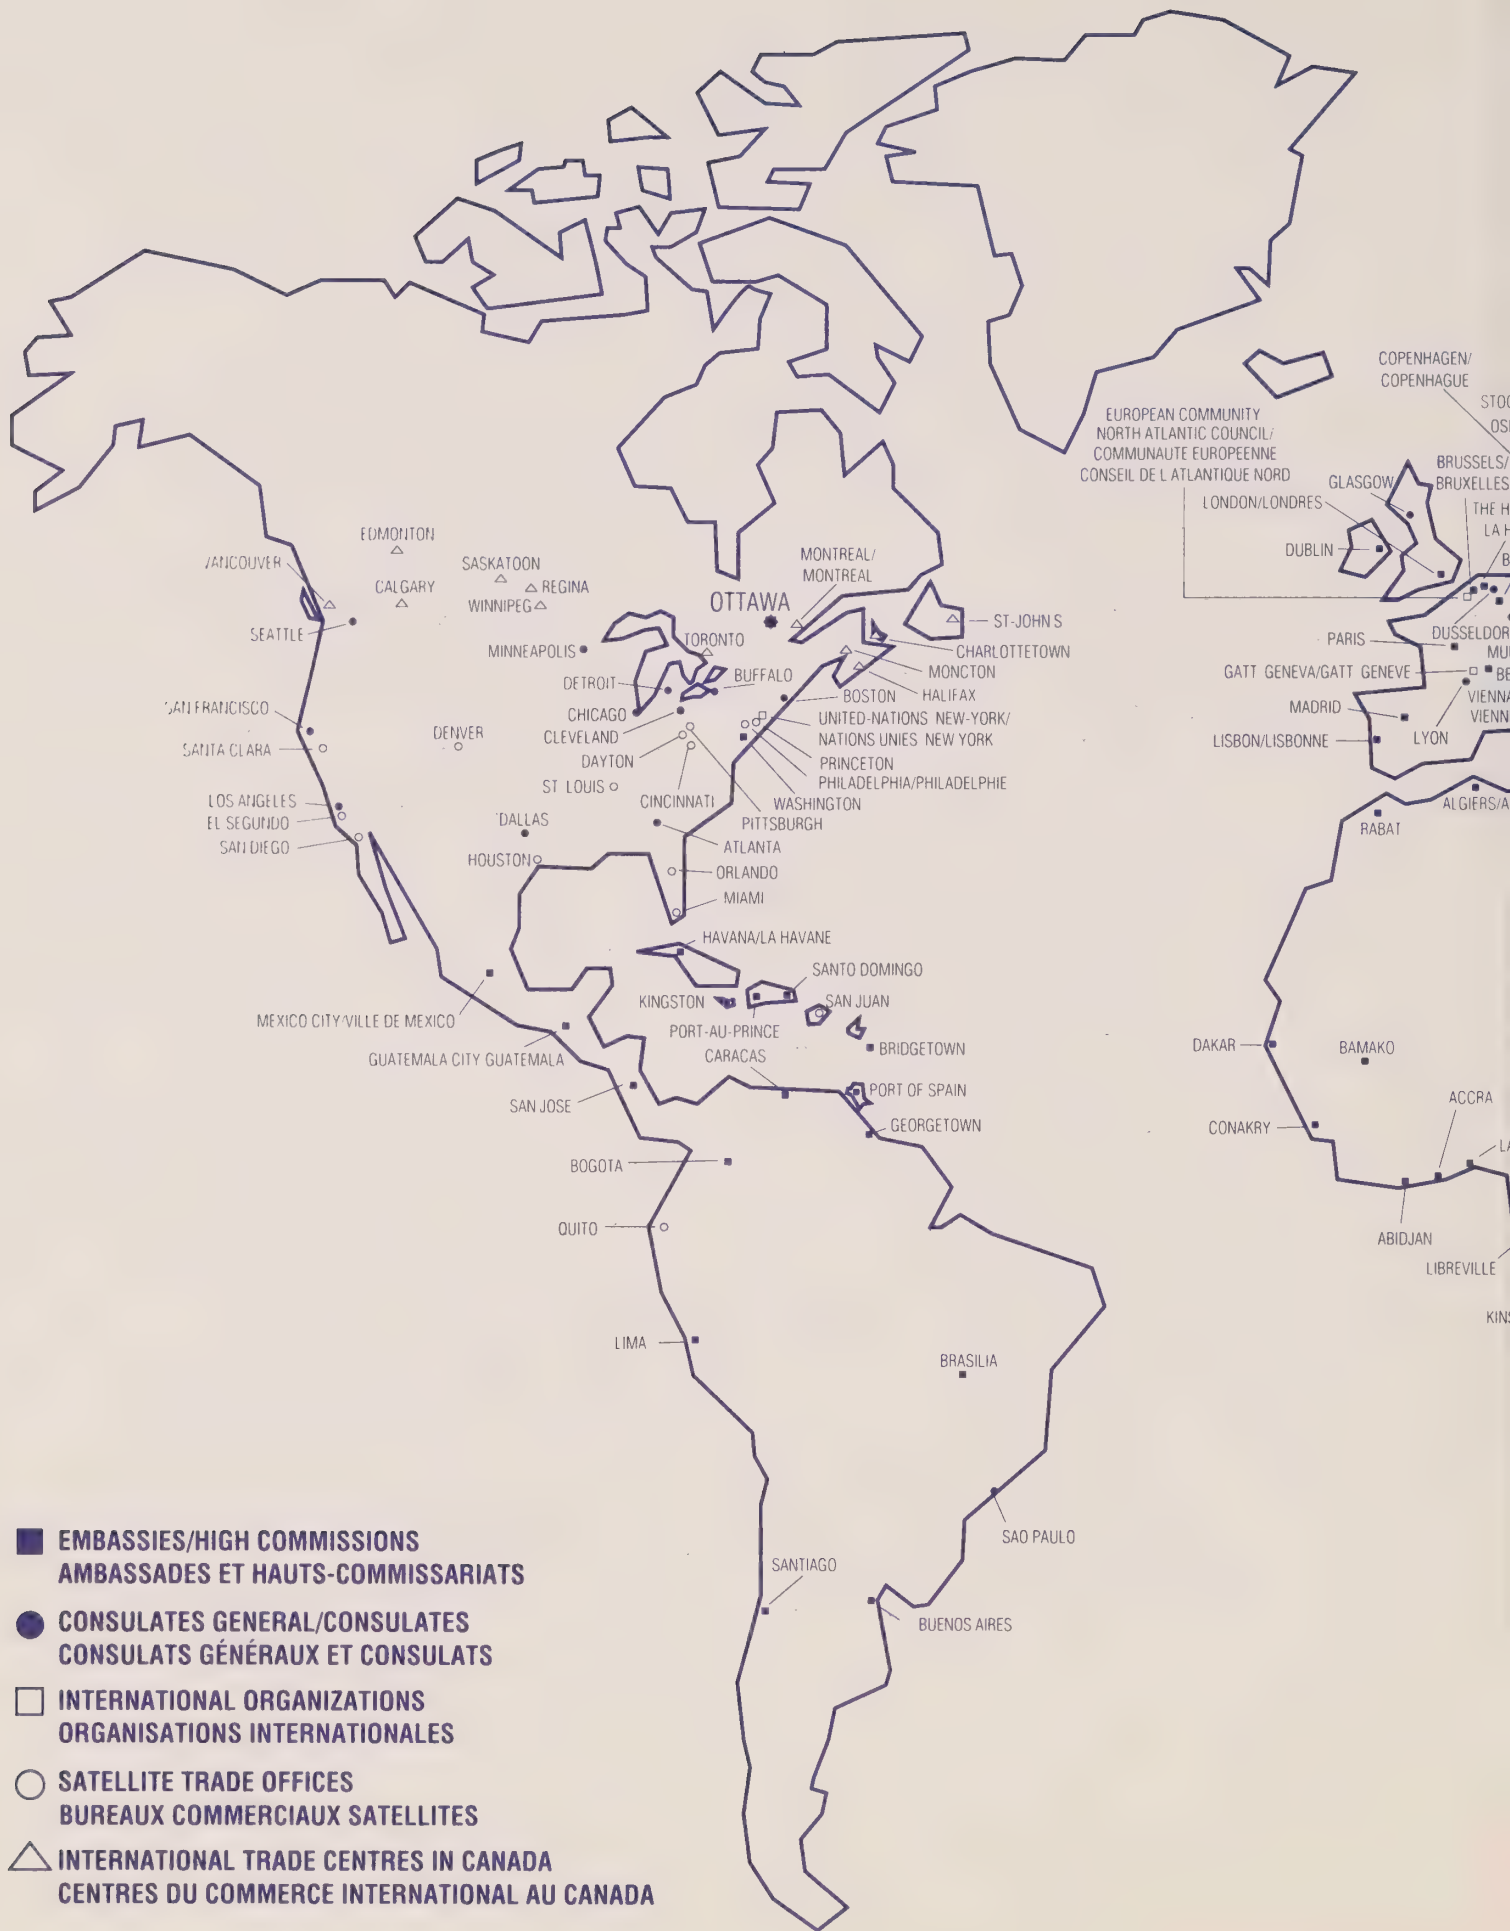 COPENHAGEN/
COPENHAGUE
EUROPEAN COMMUNITY
NORTH ATLANTIC COUNCIL/
COMMUNAUTE EUROPEENNE
CONSEIL DE L ATLANTIQUE NORD
BRUSSELS/
BRUXELLES
GLASGOW
LONDON/LONDRES
THE H
LA H
DUBLIN
EDMONTON
VANCOUVER
SASKATOON
CALGARY
REGINA
WINNIPEG
MONTREAL/
MONTREAL
OTTAWA
ST-JOHN S
SEATTLE
MINNEAPOLIS
TORONTO
CHARLOTTETOWN
MONCTON
HALIFAX
PARIS
DUSSELDOR
MU
GATT GENEVA/GATT GENEVE
BE
DETROIT
BUFFALO
BOSTON
VIENNA
VIENN
MADRID
LYON
LISBON/LISBONNE
SAN FRANCISCO
CHICAGO
UNITED-NATIONS NEW-YORK/
NATIONS UNIES NEW YORK
SANTA CLARA
DENVER
CLEVELAND
DAYTON
PRINCETON
PHILADELPHIA/PHILADELPHIE
ST LOUIS
CINCINNATI
WASHINGTON
PITTSBURGH
LOS ANGELES
EL SEGUNDO
SAN DIEGO
DALLAS
ATLANTA
HOUSTON
ORLANDO
MIAMI
ALGIERS/A
RABAT
HAVANA/LA HAVANE
SANTO DOMINGO
KINGSTON
SAN JUAN
MEXICO CITY/VILLE DE MEXICO
PORT-AU-PRINCE
GUATEMALA CITY GUATEMALA
CARACAS
BRIDGETOWN
DAKAR
BAMAKO
SAN JOSE
PORT OF SPAIN
GEORGETOWN
ACCRA
CONAKRY
LA
BOGOTA
QUITO
ABIDJAN
LIBREVILLE
KINS
LIMA
BRASILIA
SAO PAULO
SANTIAGO
BUENOS AIRES
EMBASSIES/HIGH COMMISSIONS
AMBASSADES ET HAUTS-COMMISSARIATS
CONSULATES GENERAL/CONSULATES
CONSULATS GÉNÉRAUX ET CONSULATS
INTERNATIONAL ORGANIZATIONS
ORGANISATIONS INTERNATIONALES
SATELLITE TRADE OFFICES
BUREAUX COMMERCIAUX SATELLITES
INTERNATIONAL TRADE CENTRES IN CANADA
CENTRES DU COMMERCE INTERNATIONAL AU CANADA